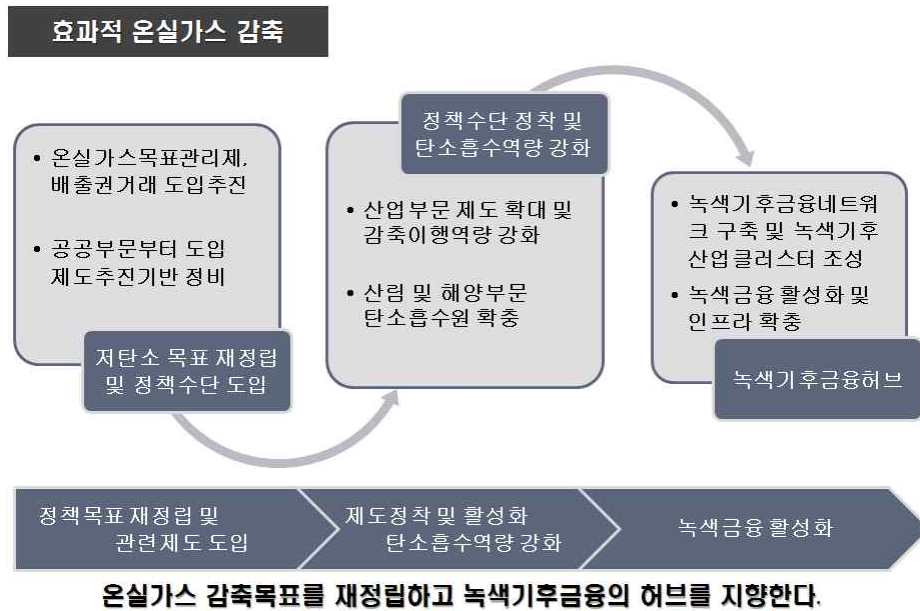 효과적 온실가스 감축
• 온실가스목표관리제,
배출권거래 도입추진
• 공공부문부터 도입
제도추진기반 정비
저탄소 목표 재정립
및 정책수단 도입
정책수단 정착 및
탄소흡수역량 강화
• 산업부문 제도 확대 및
감축이행역량 강화
• 산림 및 해양부문
탄소흡수원 확충
• 녹색기후금융네트워
크 구축 및 녹색기후
산업클러스터 조성
• 녹색금융 활성화 및
인프라 확충
녹색기후금융허브
정책목표 재정립 및
관련제도 도입
제도정착 및 활성화
탄소흡수역량 강화
녹색금융 활성화
온실가스 감축목표를 재정립하고 녹색기후금융의 허브를 지향한다.